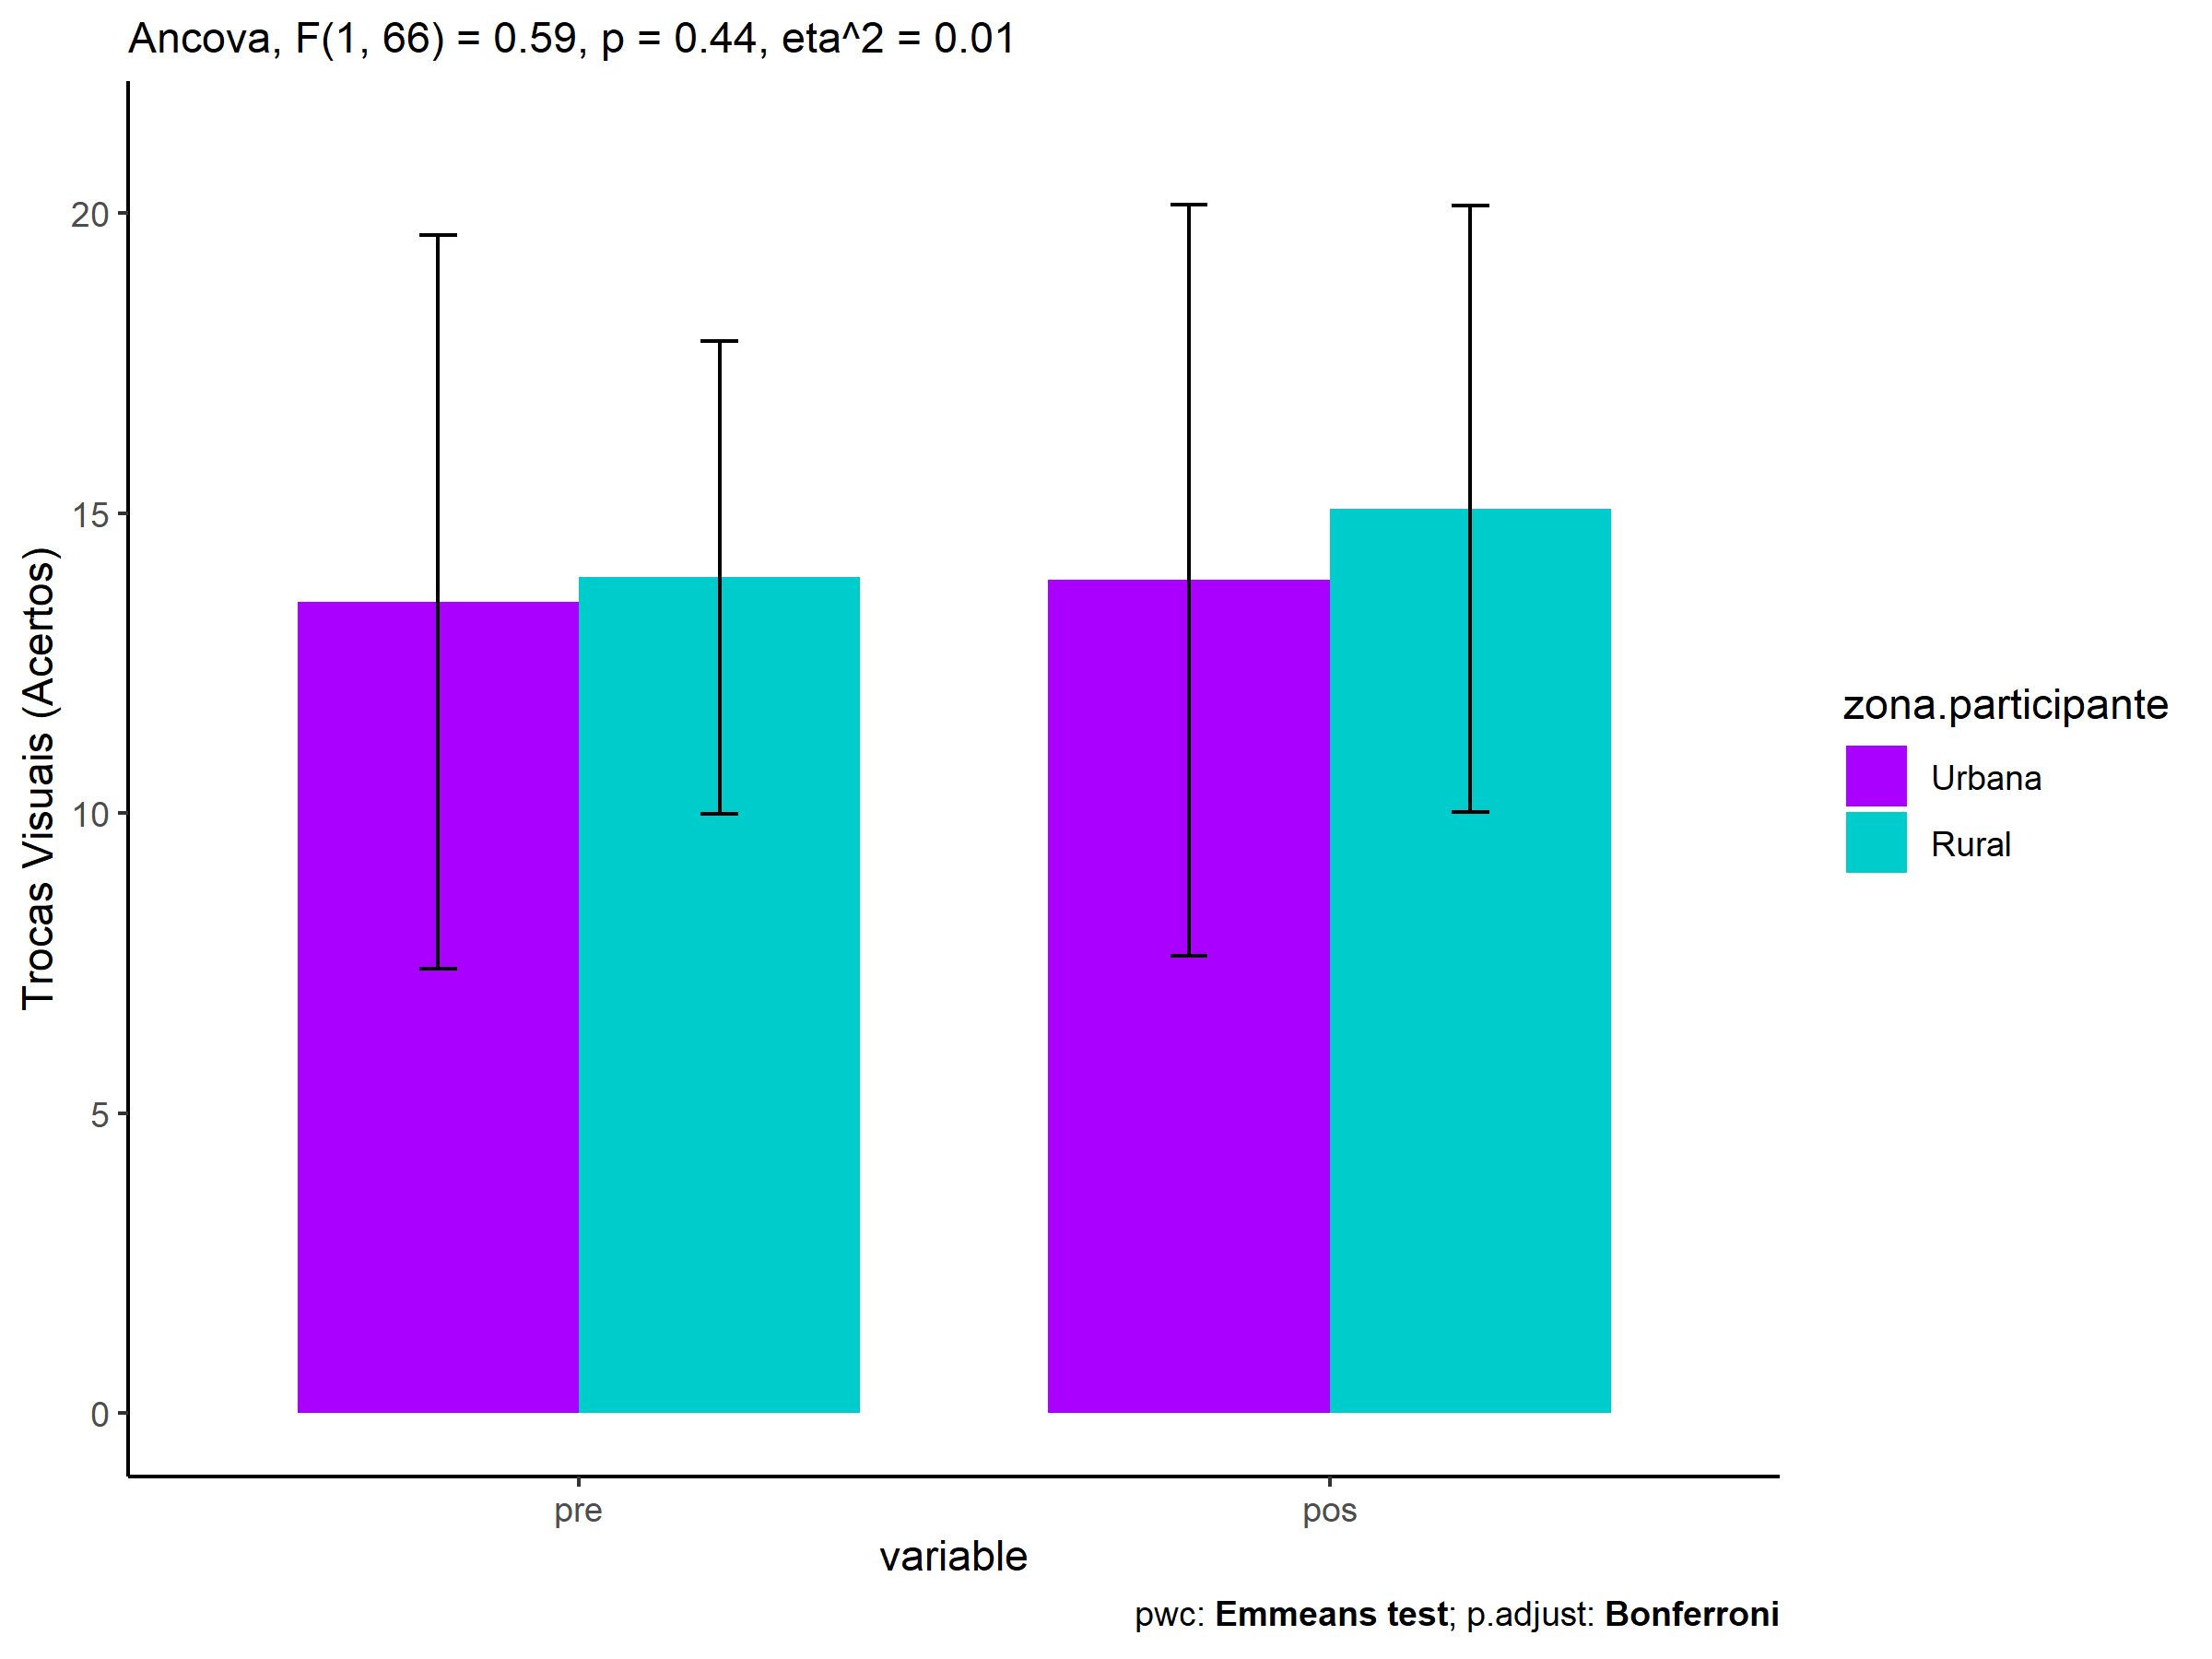 Ancova, F(1, 66) = 0.59, p = 0.44, eta^2 = 0.01
Trocas Visuais (Acertos)
20
15
10
5
0
pre
pos
variable
zona.participante
Urbana
Rural
pwc: Emmeans test; p.adjust: Bonferroni